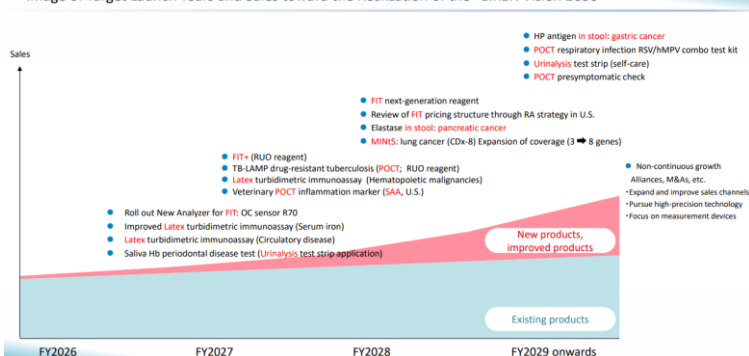 Sales
HP antigen in stool: gastric cancer
POCT respiratory infection RSV/hMPV combo test kit
Urinalysis test strip (self-care)
POCT presymptomatic check
FIT next-generation reagent
Review of FIT pricing structure through RA strategy in U.S.
Elastase in stool: pancreatic cancer
MiNtS: lung cancer (CDx-8) Expansion of coverage (3 ➡ 8 genes)
FIT+ (RUO reagent)
TB-LAMP drug-resistant tuberculosis (POCT; RUO reagent)
Latex turbidimetric immunoassay (Hematopoietic malignancies)
Veterinary POCT inflammation marker (SAA, U.S.)
Roll out New Analyzer for FIT: OC sensor R70
Improved Latex turbidimetric immunoassay (Serum iron)
Latex turbidimetric immunoassay (Circulatory disease)
Saliva Hb periodontal disease test (Urinalysis test strip application)
Non-continuous growth
Alliances, M&As, etc.
・Expand and improve sales channels
・Pursue high-precision technology
・Focus on measurement devices
New products,
improved products
Existing products
FY2026 FY2027 FY2028 FY2029 onwards